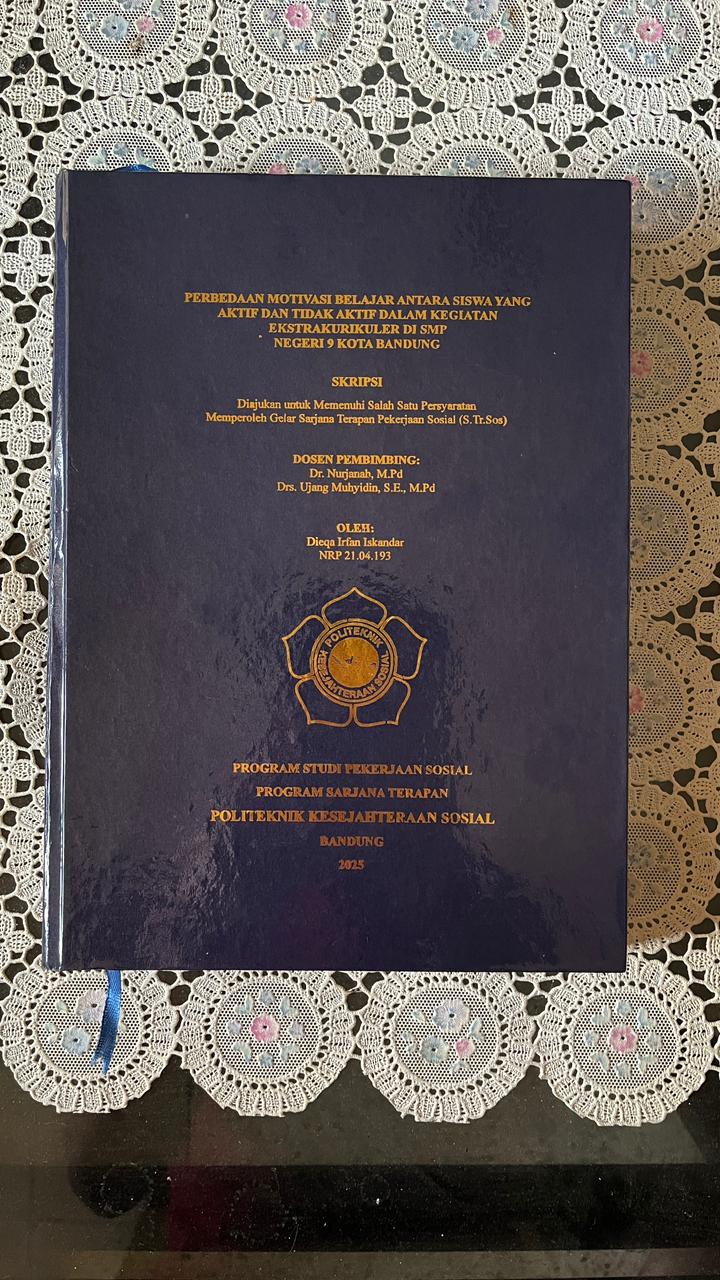 PERBEDAAN MOTIVASI BELAJAR ANTARA SISWA YANG
AKTIF DAN TIDAK AKTIF DALAM KEGIATAN
EKSTRAKURIKULER DI SMP
NEGERI 9 KOTA BANDUNG
SKRIPSI
Diajukan untuk Memenuhi Salah Satu Persyaratan
Memperoleh Gelar Sarjana Terapan Pekerjaan Sosial (S.Tr.Sos)
DOSEN PEMBIMBING:
Dr. Nurjanah, M.Pd
Drs. Ujang Muhyidin, S.E., M.Pd
OLEH:
Dieqa Irfan Iskandar
NRP 21.04.193
POLITEKNIK
KESEJAHTERAAN SOSIAL
PROGRAM STUDI PEKERJAAN SOSIAL
PROGRAM SARJANA TERAPAN
POLITEKNIK KESEJAHTERAAN SOSIAL
BANDUNG
2025